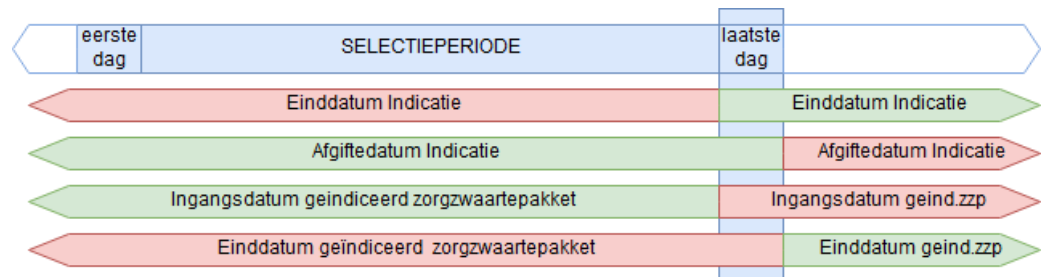 eerste
dag
SELECTIEPERIODE
laatste
dag
Einddatum Indicatie
Einddatum Indicatie
Afgiftedatum Indicatie
Afgiftedatum Indicatie
Ingangsdatum geindiceerd zorgzwaartepakket
Ingangsdatum geind.zzp
Einddatum geïndiceerd zorgzwaartepakket
Einddatum geind.zzp